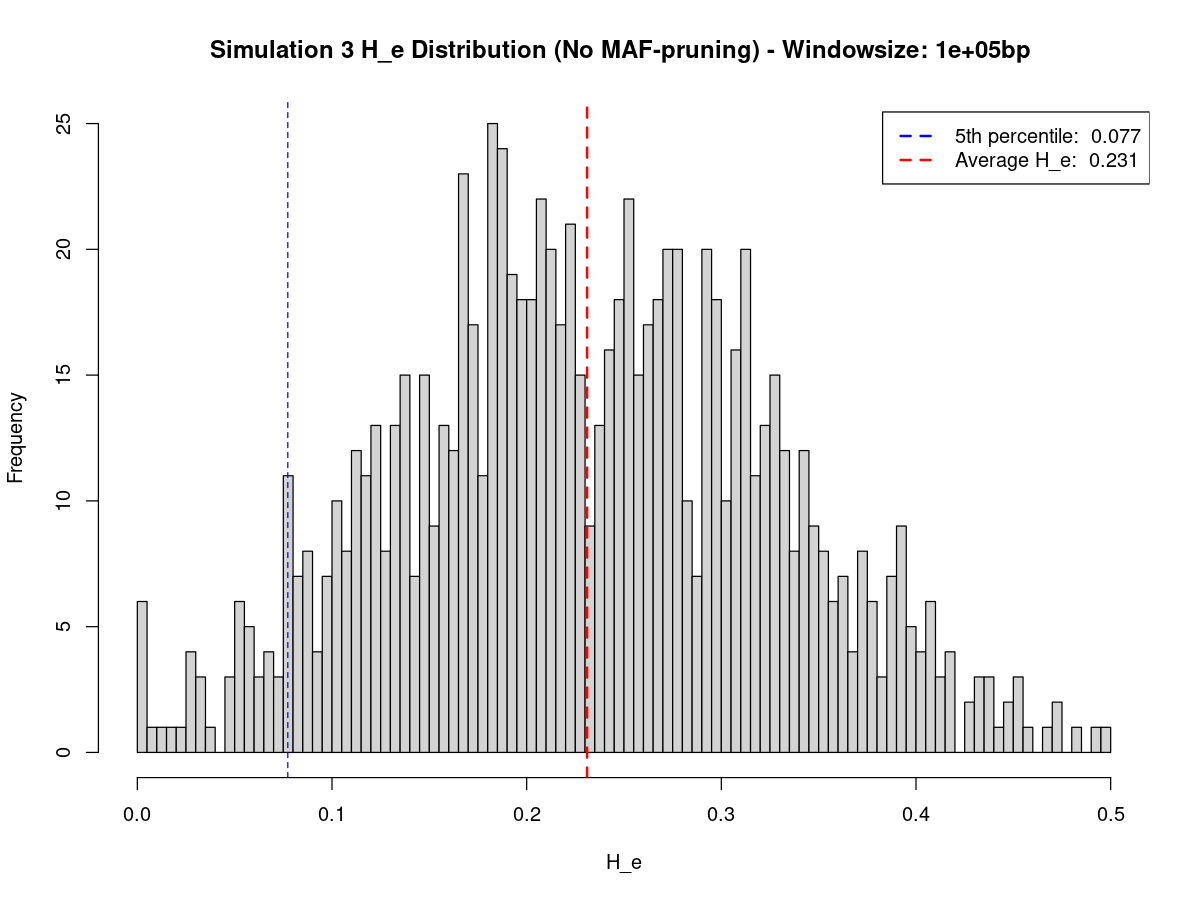 Simulation 3 H_e Distribution (No MAF-pruning) - Windowsize: 1e+05bp
5th percentile: 0.077
Average H_e: 0.231
Frequency
25
20
15
10
5
0
0.0 0.1 0.2 0.3 0.4 0.5
H_e